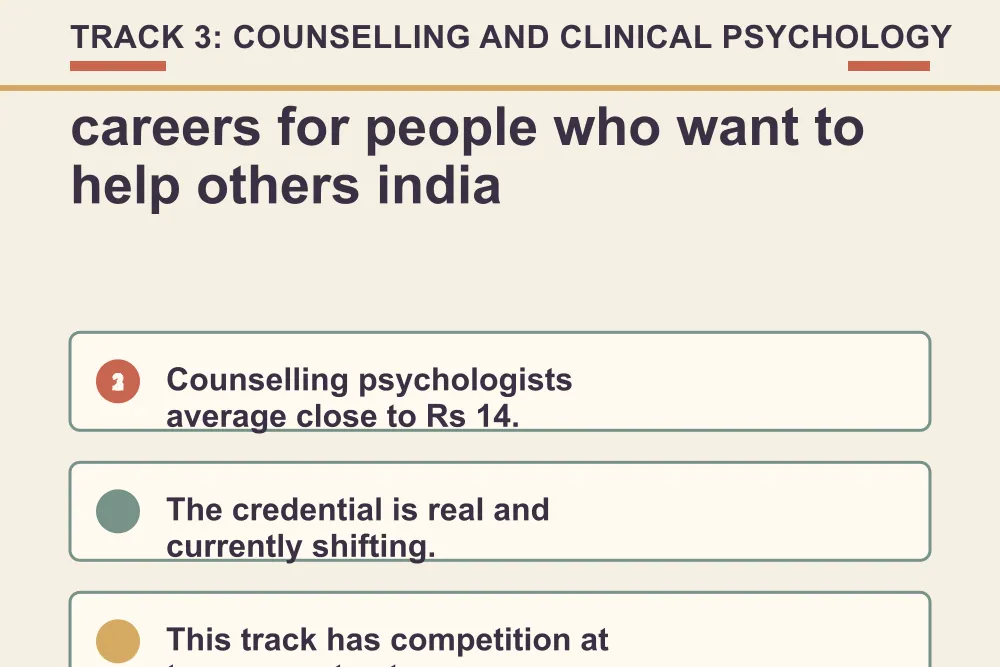 TRACK 3: COUNSELLING AND CLINICAL PSYCHOLOGY
careers for people who want to
help others india
Counselling psychologists
average close to Rs 14.
The credential is real and
currently shifting.
This track has competition at